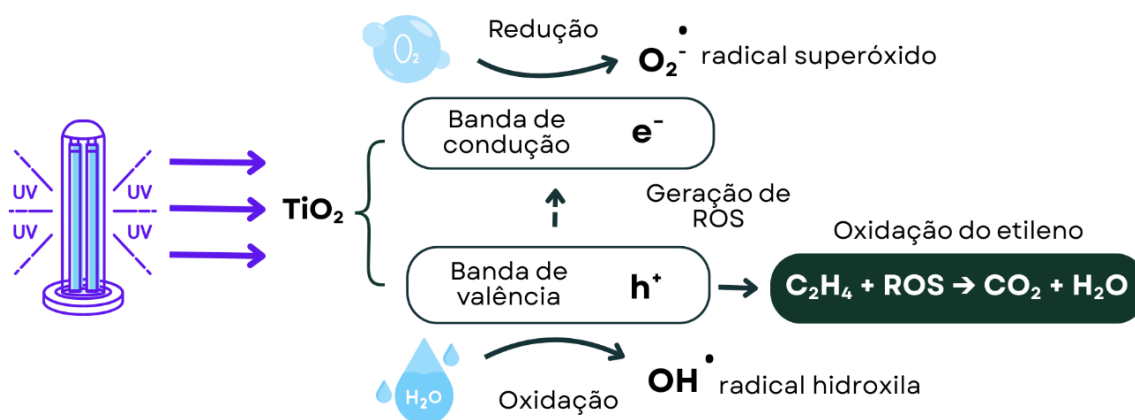 O₂
Redução
O₂⁻• radical superóxido
Banda de
condução
e⁻
UV
UV
UV
UV
TiO₂
Geração de
ROS
Oxidação do etileno
Banda de
valência
h⁺
C₂H₄ + ROS → CO₂ + H₂O
H₂O
Oxidação
OH• radical hidroxila